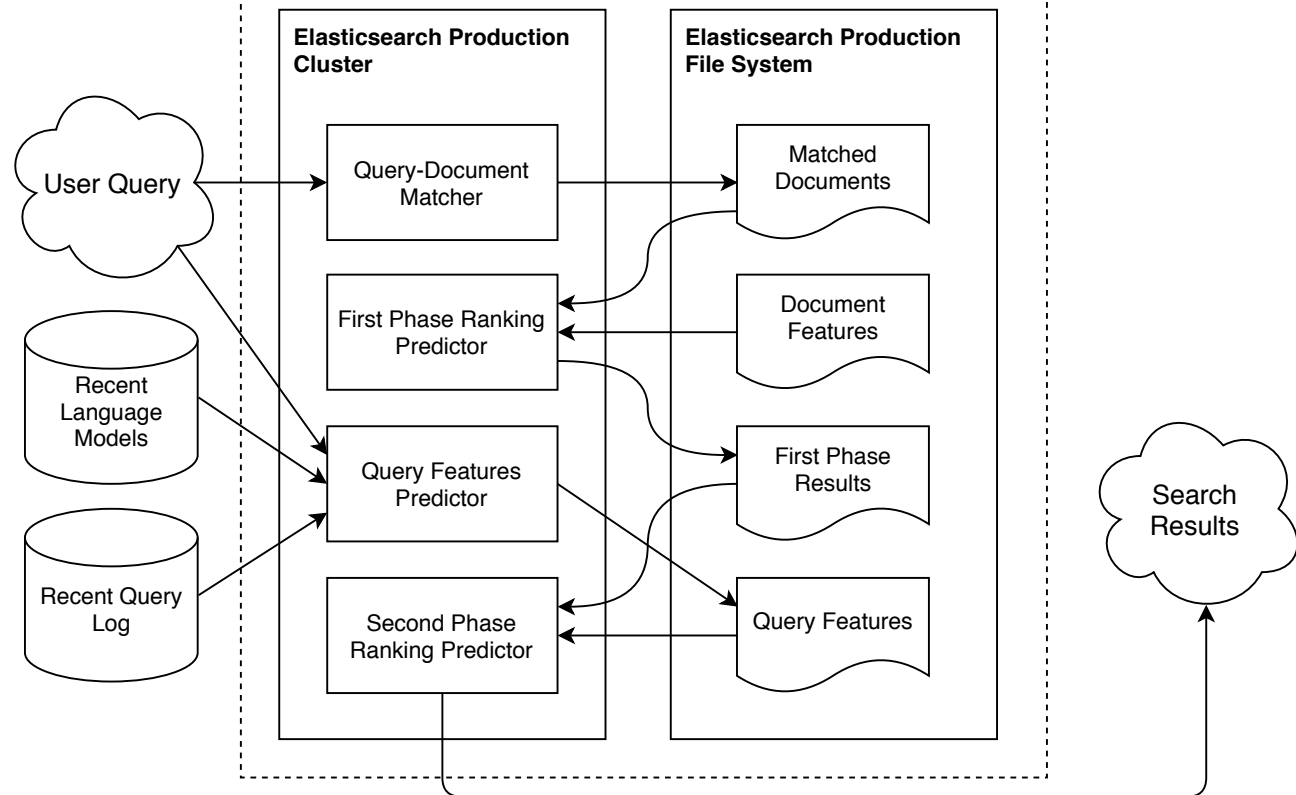 Elasticsearch Production
Cluster
Elasticsearch Production
File System
User Query
Query-Document
Matcher
Matched
Documents
First Phase Ranking
Predictor
Document
Features
Recent
Language
Models
Query Features
Predictor
First Phase
Results
Search
Results
Recent Query
Log
Second Phase
Ranking Predictor
Query Features